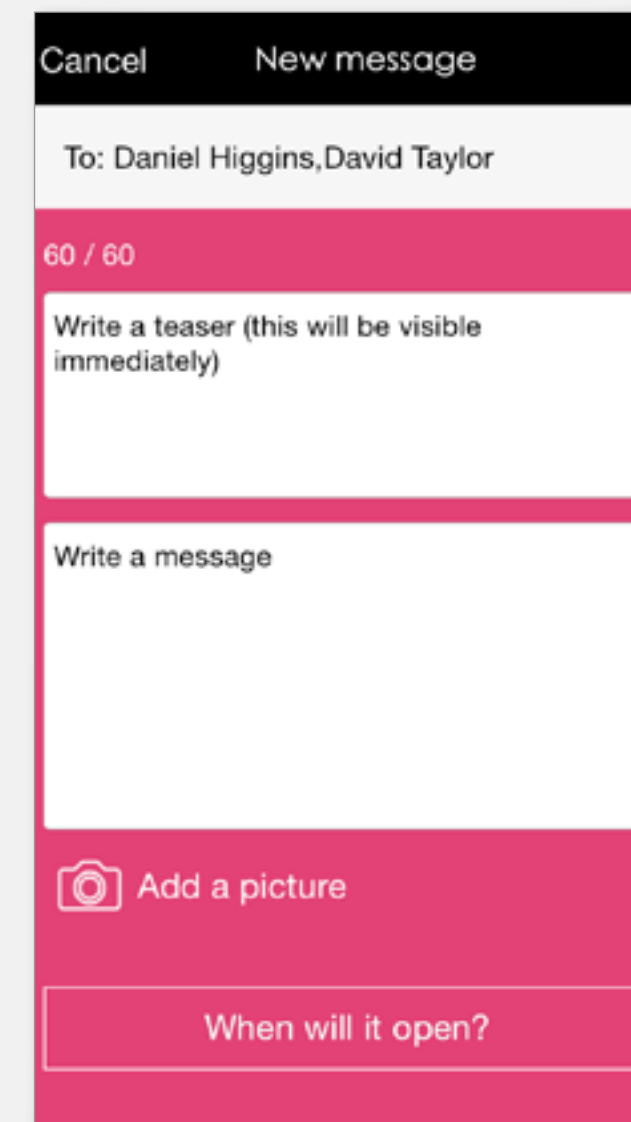 Cancel New message
To: Daniel Higgins,David Taylor
60 / 60
Write a teaser (this will be visible
immediately)
Write a message
Add a picture
When will it open?